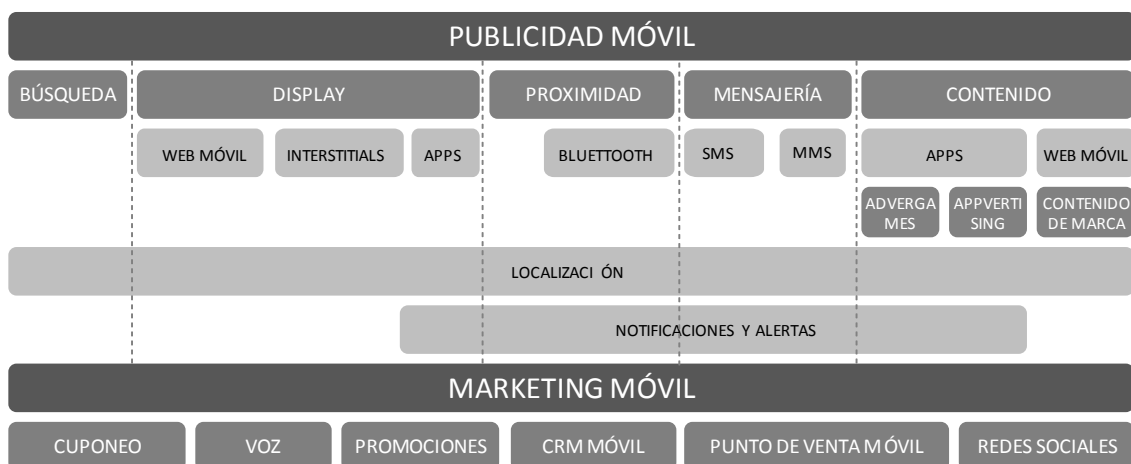 PUBLICIDAD MÓVIL
BÚSQUEDA
DISPLAY
PROXIMIDAD
MENSAJERÍA
CONTENIDO
WEB MÓVIL
INTERSTITIALS
APPS
BLUETTOOTH
SMS
MMS
APPS
WEB MÓVIL
ADVERGA
MES
APPVERTI
SING
CONTENIDO
DE MARCA
LOCALIZACI ÓN
NOTIFICACIONES Y ALERTAS
MARKETING MÓVIL
CUPONEO
VOZ
PROMOCIONES
CRM MÓVIL
PUNTO DE VENTA MÓVIL
REDES SOCIALES